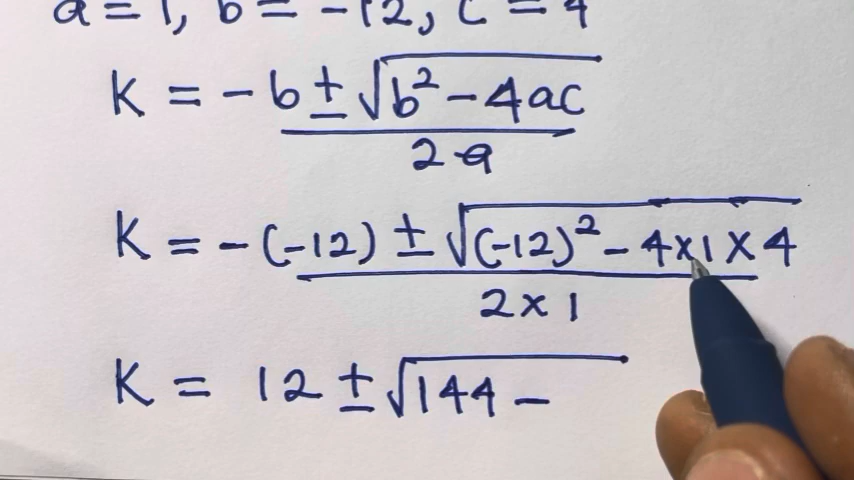 a = 1, b = -12, c = 4
K = -b ± √b² - 4ac
2a
K = -(-12) ± √(-12)² - 4×1×4
2×1
K = 12 ± √144 -